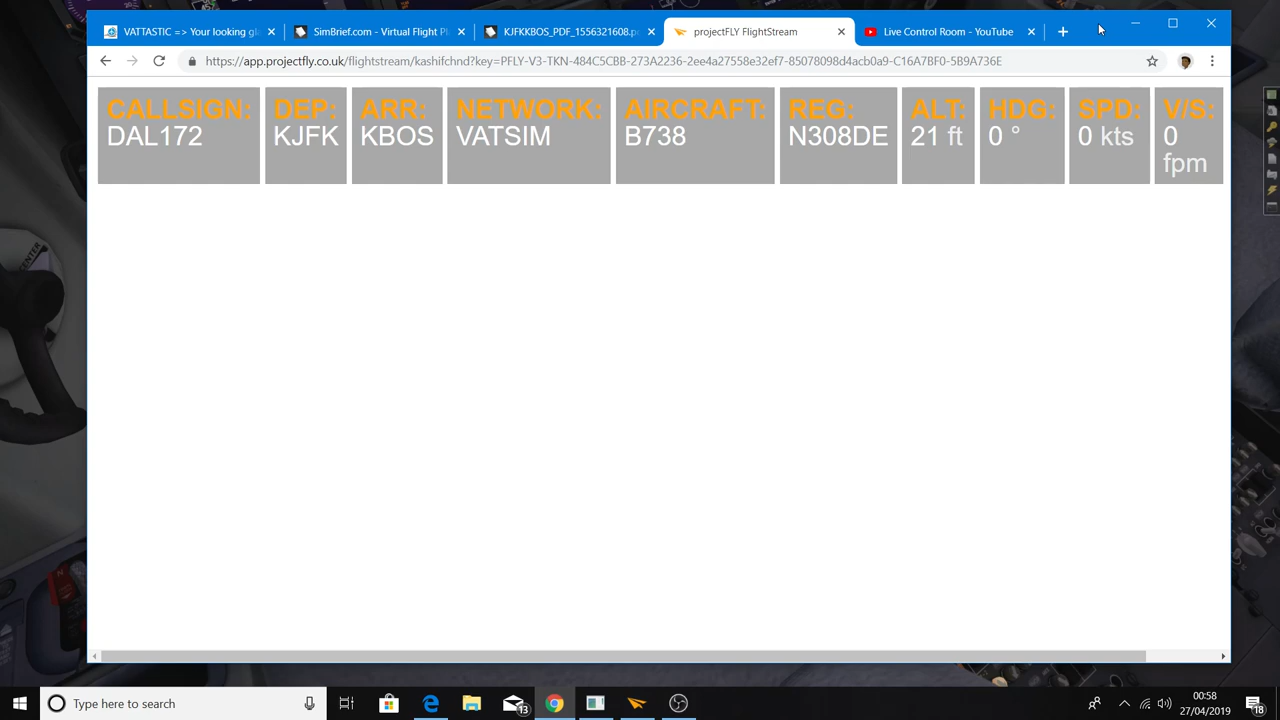 VATTASTIC => Your looking gl
SimBrief.com - Virtual Flight Pl
KJFKKBOS_PDF_1556321608.p
projectFLY FlightStream
Live Control Room - YouTube
https://app.projectfly.co.uk/flightstream/kashifchnd?key=PFLY-V3-TKN-484C5CBB-273A2236-2ee4a27558e32ef7-85078098d4acb0a9-C16A7BF0-5B9A736E
CALLSIGN:
DAL172
DEP:
KJFK
ARR:
KBOS
NETWORK:
VATSIM
AIRCRAFT:
B738
REG:
N308DE
ALT:
21 ft
HDG:
0 °
SPD:
0 kts
V/S:
0
fpm
CENTER
Type here to search
13
00:58
27/04/2019
18